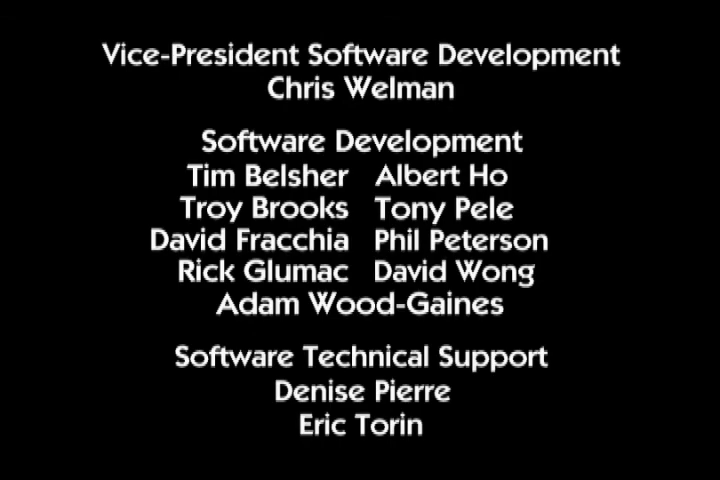 Vice-President Software Development
Chris Welman
Software Development
Tim Belsher Albert Ho
Troy Brooks Tony Pele
David Fracchia Phil Peterson
Rick Glumac David Wong
Adam Wood-Gaines
Software Technical Support
Denise Pierre
Eric Torin